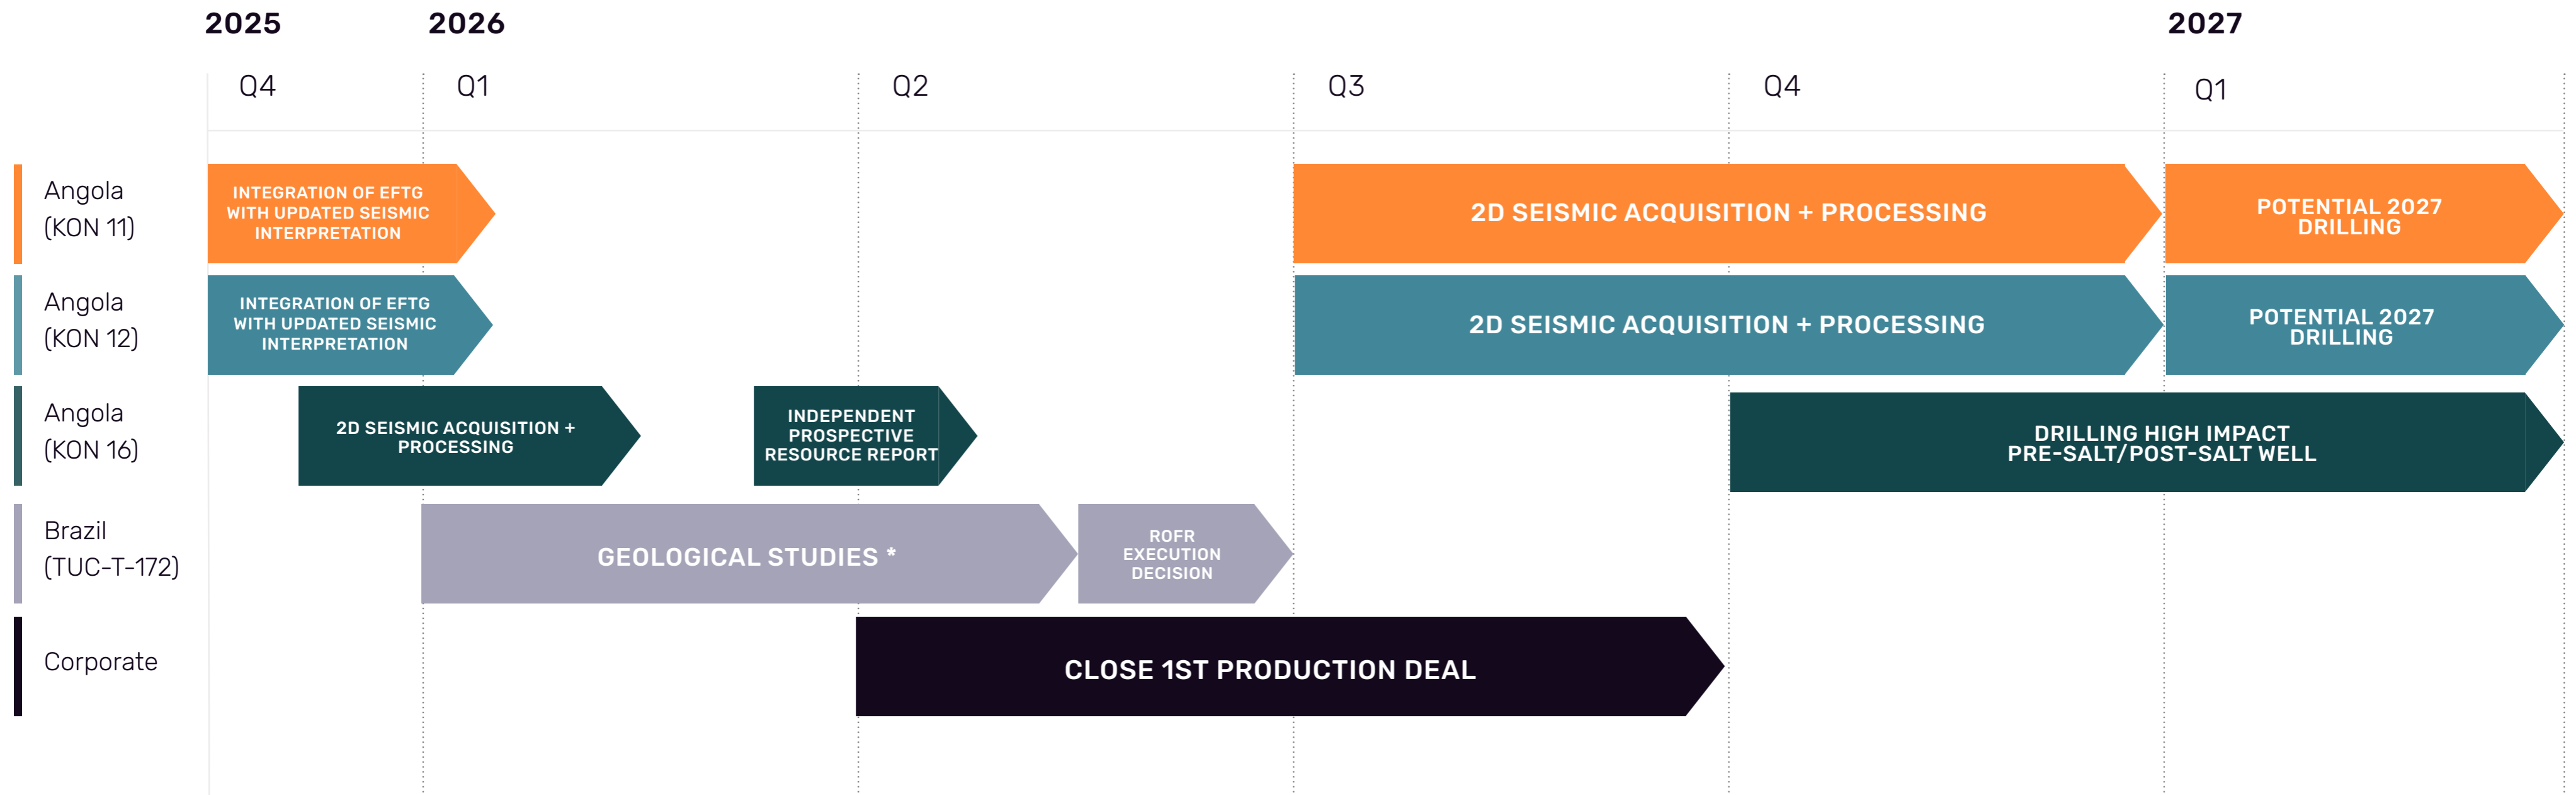 2025
2026
2027
Q4
Q1
Q2
Q3
Q4
Q1
Angola
(KON 11)
INTEGRATION OF EFTG
WITH UPDATED SEISMIC
INTERPRETATION
2D SEISMIC ACQUISITION + PROCESSING
POTENTIAL 2027
DRILLING
Angola
(KON 12)
INTEGRATION OF EFTG
WITH UPDATED SEISMIC
INTERPRETATION
2D SEISMIC ACQUISITION + PROCESSING
POTENTIAL 2027
DRILLING
Angola
(KON 16)
2D SEISMIC ACQUISITION +
PROCESSING
INDEPENDENT
PROSPECTIVE
RESOURCE REPORT
DRILLING HIGH IMPACT
PRE-SALT/POST-SALT WELL
Brazil
(TUC-T-172)
GEOLOGICAL STUDIES *
ROFR
EXECUTION
DECISION
Corporate
CLOSE 1ST PRODUCTION DEAL